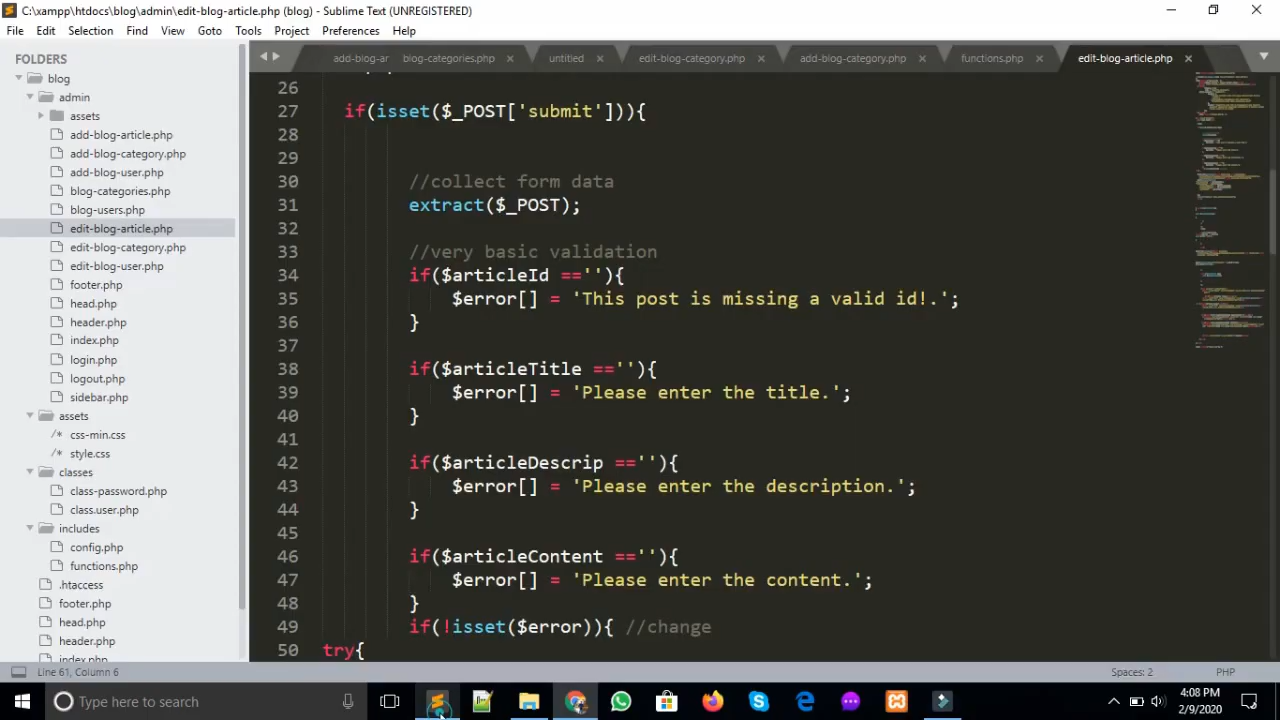 C:\xampp\htdocs\blog\admin\edit-blog-article.php (blog) - Sublime Text (UNREGISTERED)
File Edit Selection Find View Goto Tools Project Preferences Help
FOLDERS
blog
admin
assets
add-blog-article.php
add-blog-category.php
add-blog-user.php
blog-categories.php
blog-users.php
edit-blog-article.php
edit-blog-category.php
edit-blog-user.php
footer.php
head.php
header.php
index.php
login.php
logout.php
sidebar.php
assets
/* css-min.css
/* style.css
classes
class-password.php
class.user.php
includes
config.php
functions.php
.htaccess
footer.php
head.php
header.php
index.php
add-blog-ar blog-categories.php untitled edit-blog-category.php add-blog-category.php functions.php edit-blog-article.php
26
27 if(isset($_POST['submit'])){
28
29
30 //collect form data
31 extract($_POST);
32
33 //very basic validation
34 if($articleId ==''){
35 $error[] = 'This post is missing a valid id!.';
36 }
37
38 if($articleTitle ==''){
39 $error[] = 'Please enter the title.';
40 }
41
42 if($articleDescrip ==''){
43 $error[] = 'Please enter the description.';
44 }
45
46 if($articleContent ==''){
47 $error[] = 'Please enter the content.';
48 }
49 if(!isset($error)){ //change
50 try{
Line 61, Column 6 Spaces: 2 PHP
Type here to search
4:08 PM
2/9/2020